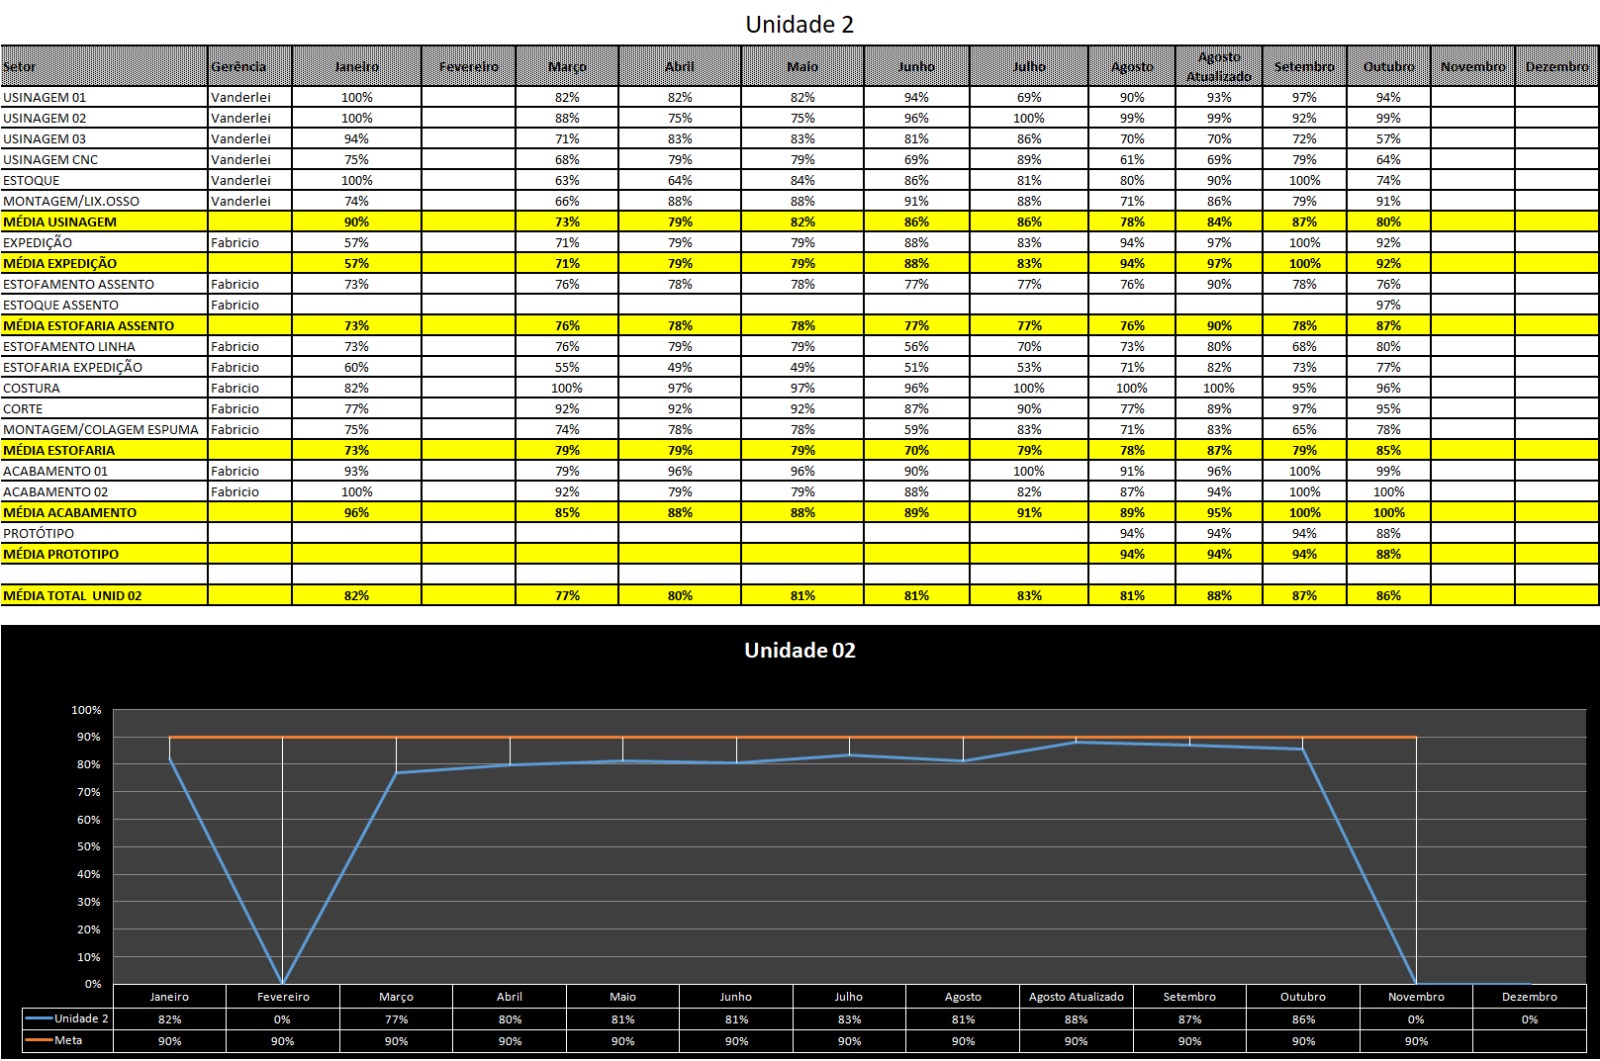 Unidade 2
Setor Gerência Janeiro Fevereiro Março Abril Maio Junho Julho Agosto Agosto Atualizado Setembro Outubro Novembro Dezembro
USINAGEM 01 Vanderlei 100% 82% 82% 82% 94% 69% 90% 93% 97% 94%
USINAGEM 02 Vanderlei 100% 88% 75% 75% 96% 100% 99% 99% 92% 99%
USINAGEM 03 Vanderlei 94% 71% 83% 83% 81% 86% 70% 70% 72% 57%
USINAGEM CNC Vanderlei 75% 68% 79% 79% 69% 89% 61% 69% 79% 64%
ESTOQUE Vanderlei 100% 63% 64% 84% 86% 81% 80% 90% 100% 74%
MONTAGEM/LIX.OSSO Vanderlei 74% 66% 88% 88% 91% 88% 71% 86% 79% 91%
MÉDIA USINAGEM 90% 73% 79% 82% 86% 86% 78% 84% 87% 80%
EXPEDIÇÃO Fabricio 57% 71% 79% 79% 88% 83% 94% 97% 100% 92%
MÉDIA EXPEDIÇÃO 57% 71% 79% 79% 88% 83% 94% 97% 100% 92%
ESTOFAMENTO ASSENTO Fabricio 73% 76% 78% 78% 77% 77% 76% 90% 78% 76%
ESTOQUE ASSENTO Fabricio 97%
MÉDIA ESTOFARIA ASSENTO 73% 76% 78% 78% 77% 77% 76% 90% 78% 87%
ESTOFAMENTO LINHA Fabricio 73% 76% 79% 79% 56% 70% 73% 80% 68% 80%
ESTOFARIA EXPEDIÇÃO Fabricio 60% 55% 49% 49% 51% 53% 71% 82% 73% 77%
COSTURA Fabricio 82% 100% 97% 97% 96% 100% 100% 100% 95% 96%
CORTE Fabricio 77% 92% 92% 92% 87% 90% 77% 89% 97% 95%
MONTAGEM/COLAGEM ESPUMA Fabricio 75% 74% 78% 78% 59% 83% 71% 83% 65% 78%
MÉDIA ESTOFARIA 73% 79% 79% 79% 70% 79% 78% 87% 79% 85%
ACABAMENTO 01 Fabricio 93% 79% 96% 96% 90% 100% 91% 96% 100% 99%
ACABAMENTO 02 Fabricio 100% 92% 79% 79% 88% 82% 87% 94% 100% 100%
MÉDIA ACABAMENTO 96% 85% 88% 88% 89% 91% 89% 95% 100% 100%
PROTÓTIPO 94% 94% 94% 88%
MÉDIA PROTOTIPO 94% 94% 94% 88%
MÉDIA TOTAL UNID 02 82% 77% 80% 81% 81% 83% 81% 88% 87% 86%
Unidade 02
100%
90%
80%
70%
60%
50%
40%
30%
20%
10%
0%
Janeiro Fevereiro Março Abril Maio Junho Julho Agosto Agosto Atualizado Setembro Outubro Novembro Dezembro
Unidade 2 82% 0% 77% 80% 81% 81% 83% 81% 88% 87% 86% 0% 0%
Meta 90% 90% 90% 90% 90% 90% 90% 90% 90% 90% 90% 90%